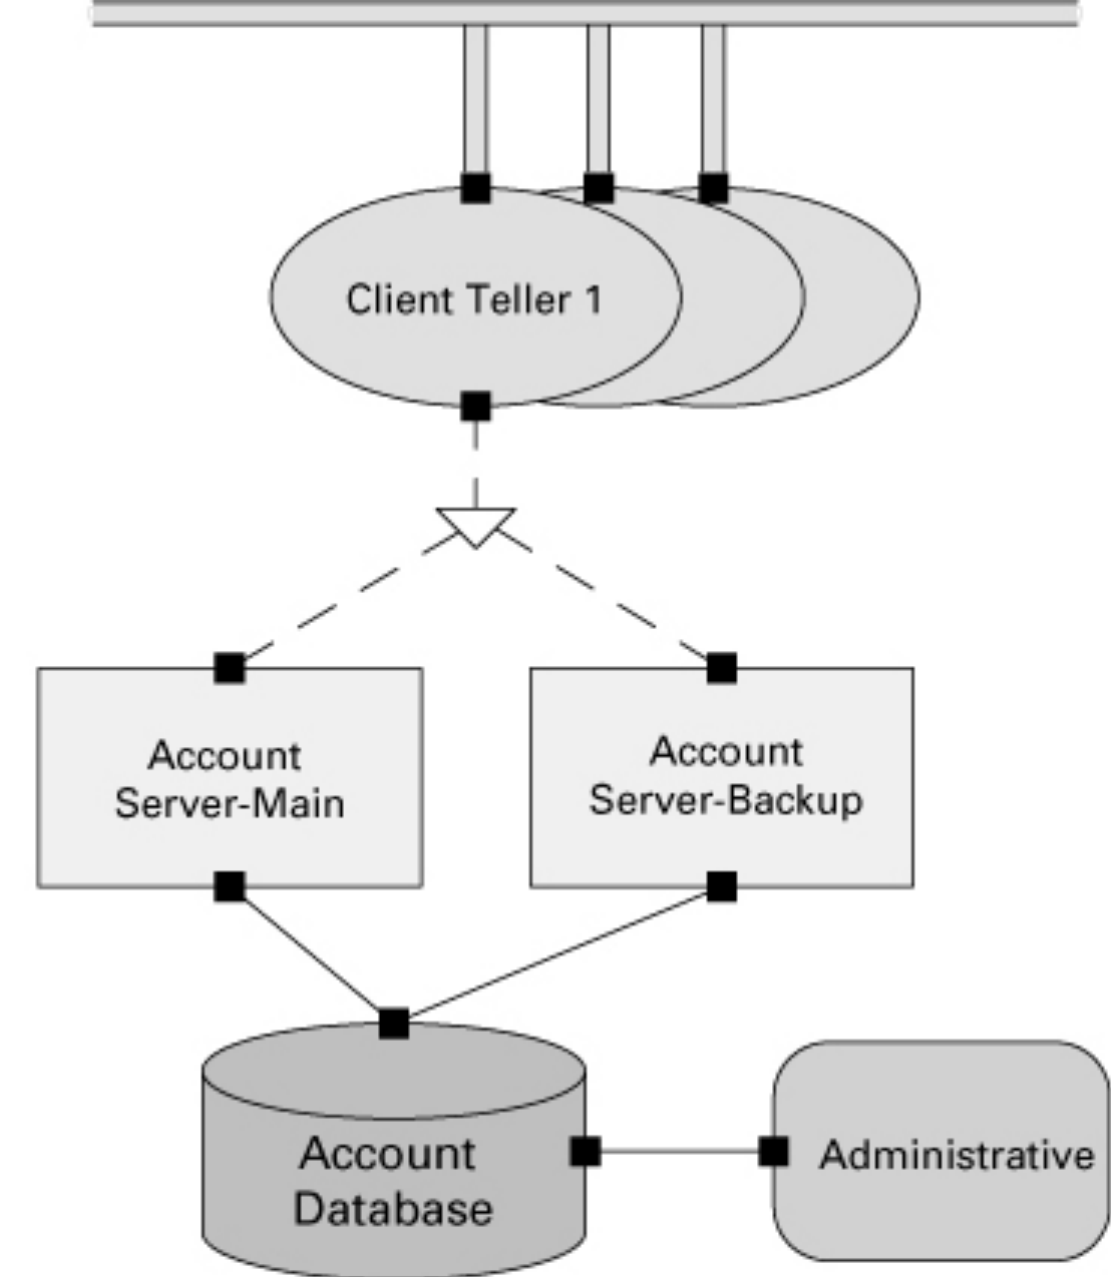 Client Teller 1
Account
Server-Main
Account
Server-Backup
Account
Database
Administrative